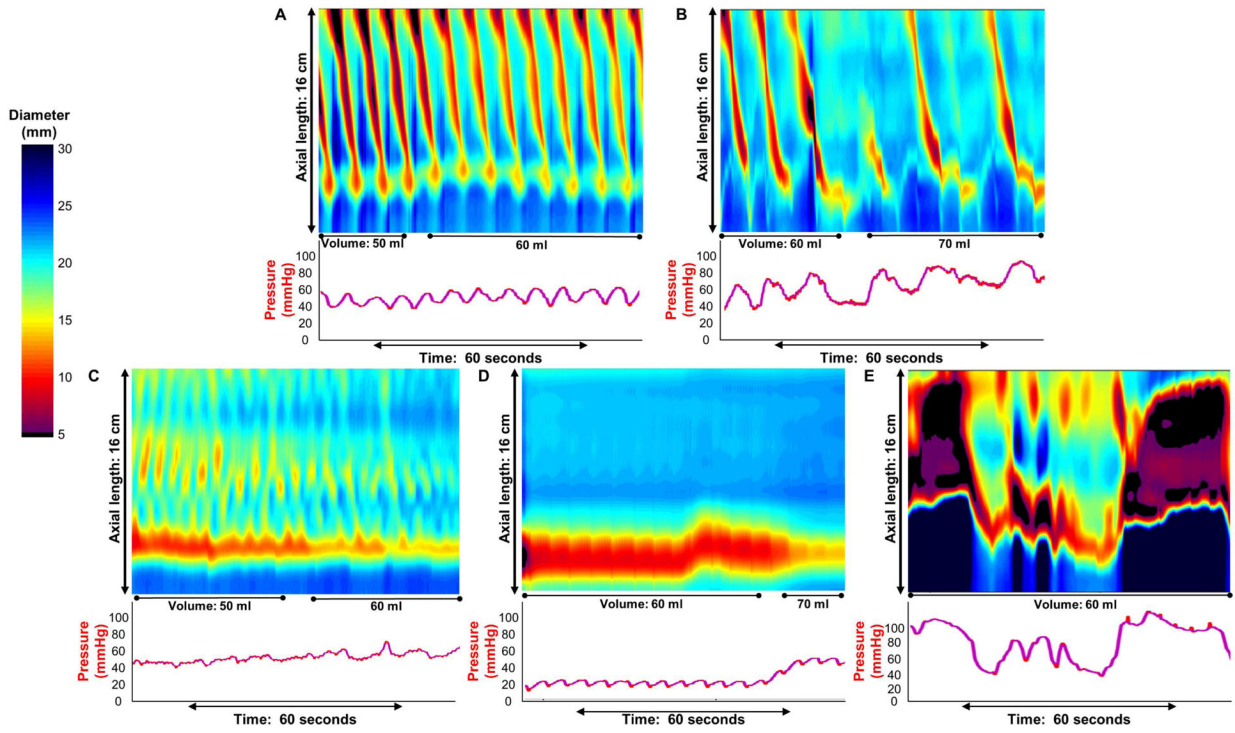 A
B
Axial length: 16 cm
Axial length: 16 cm
Diameter
(mm)
30
25
20
15
10
5
Volume: 50 ml
60 ml
Volume: 60 ml
70 ml
Pressure
(mmHg)
100
80
60
40
20
0
Pressure
(mmHg)
100
80
60
40
20
0
Time: 60 seconds
Time: 60 seconds
C
D
E
Axial length: 16 cm
Axial length: 16 cm
Axial length: 16 cm
Volume: 50 ml
60 ml
Volume: 60 ml
70 ml
Volume: 60 ml
Pressure
(mmHg)
100
80
60
40
20
0
Pressure
(mmHg)
100
80
60
40
20
0
Pressure
(mmHg)
100
80
60
40
20
0
Time: 60 seconds
Time: 60 seconds
Time: 60 seconds